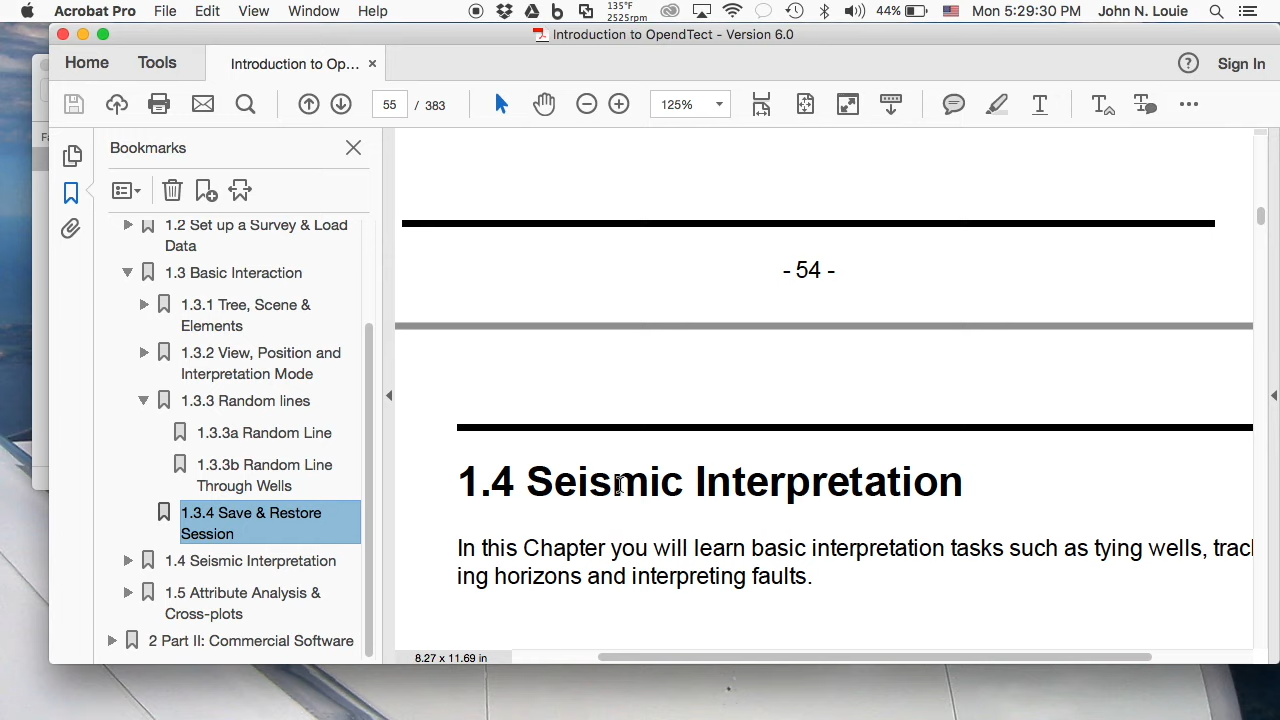 Acrobat Pro File Edit View Window Help 135°F 2525rpm 44% Mon 5:29:30 PM John N. Louie
Introduction to OpendTect - Version 6.0
Home Tools Introduction to Op... × Sign In
55 / 383 125%
Fa
Bookmarks
1.2 Set up a Survey & Load
Data
1.3 Basic Interaction
1.3.1 Tree, Scene &
Elements
1.3.2 View, Position and
Interpretation Mode
1.3.3 Random lines
1.3.3a Random Line
1.3.3b Random Line
Through Wells
1.3.4 Save & Restore
Session
1.4 Seismic Interpretation
1.5 Attribute Analysis &
Cross-plots
2 Part II: Commercial Software
- 54 -
1.4 Seismic Interpretation
In this Chapter you will learn basic interpretation tasks such as tying wells, track
ing horizons and interpreting faults.
8.27 x 11.69 in